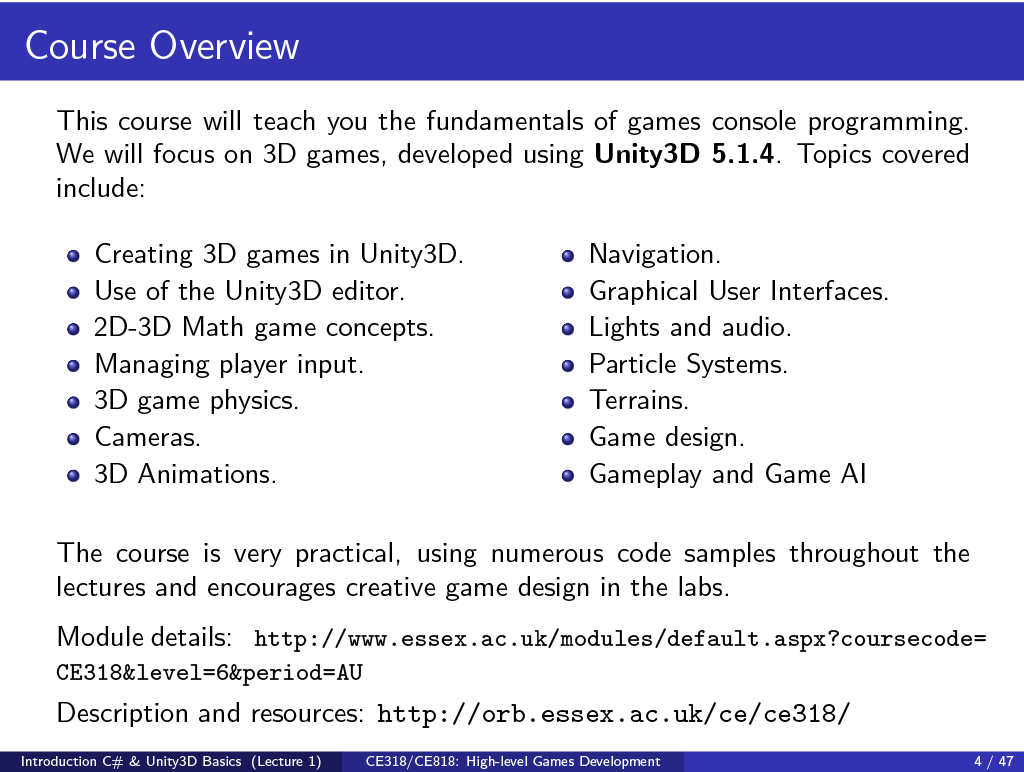 Course Overview
This course will teach you the fundamentals of games console programming.
We will focus on 3D games, developed using Unity3D 5.1.4. Topics covered
include:
Creating 3D games in Unity3D.
Use of the Unity3D editor.
2D-3D Math game concepts.
Managing player input.
3D game physics.
Cameras.
3D Animations.
Navigation.
Graphical User Interfaces.
Lights and audio.
Particle Systems.
Terrains.
Game design.
Gameplay and Game AI
The course is very practical, using numerous code samples throughout the
lectures and encourages creative game design in the labs.
Module details: http://www.essex.ac.uk/modules/default.aspx?coursecode=
CE318&level=6&period=AU
Description and resources: http://orb.essex.ac.uk/ce/ce318/
Introduction C# & Unity3D Basics (Lecture 1) CE318/CE818: High-level Games Development 4 / 47